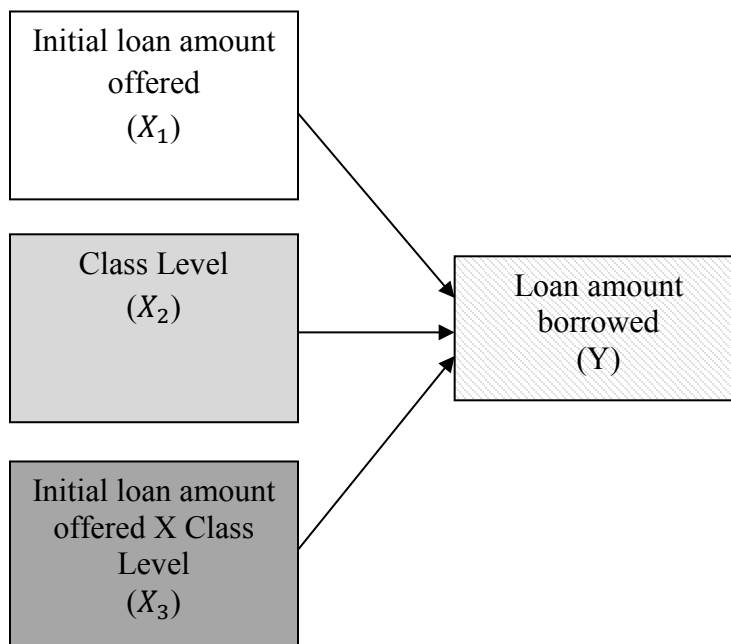 Initial loan amount
offered
(𝑋₁)
Class Level
(𝑋₂)
Initial loan amount
offered X Class
Level
(𝑋₃)
Loan amount
borrowed
(Y)